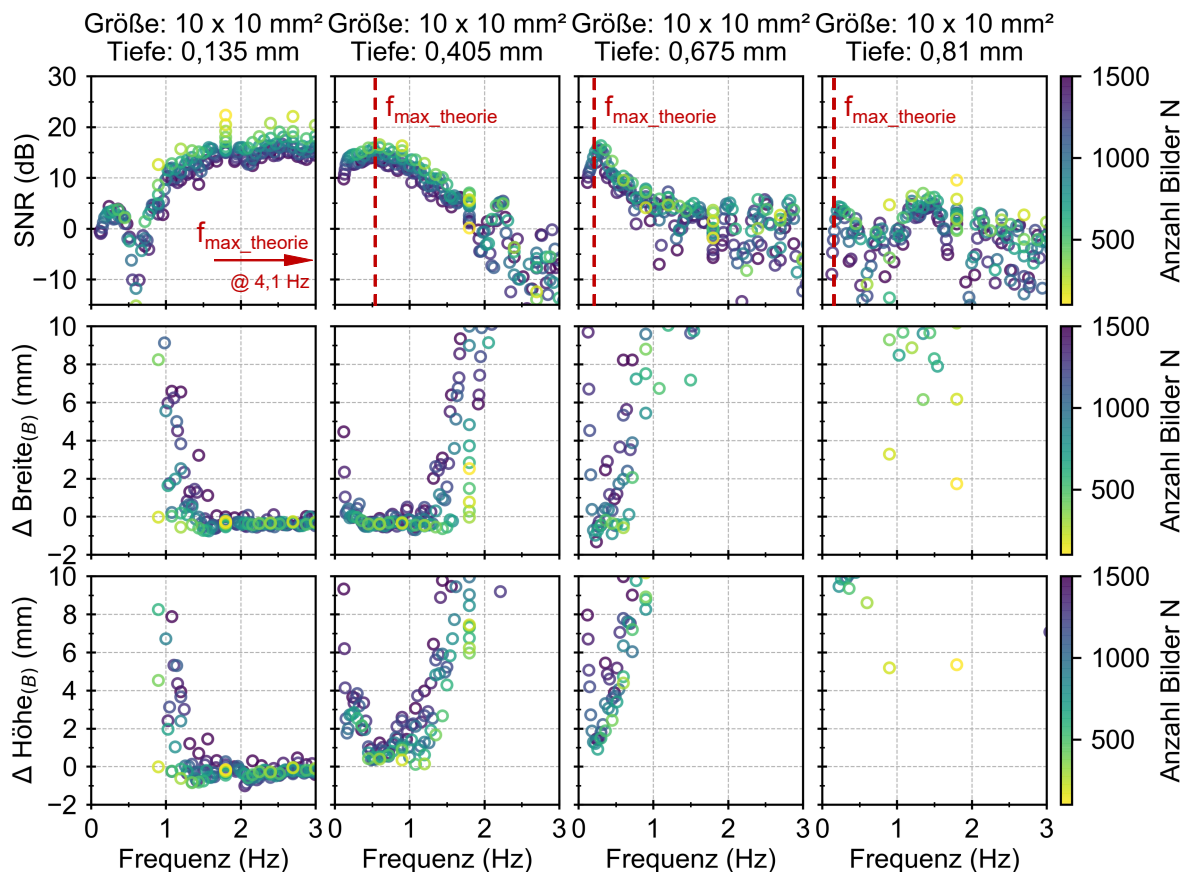 Größe: 10 x 10 mm² Größe: 10 x 10 mm² Größe: 10 x 10 mm² Größe: 10 x 10 mm²
Tiefe: 0,135 mm Tiefe: 0,405 mm Tiefe: 0,675 mm Tiefe: 0,81 mm
30
20
10
0
−10
SNR (dB)
f_max_theorie
@ 4,1 Hz
f_max_theorie
f_max_theorie
f_max_theorie
1500
1000
500
Anzahl Bilder N
10
8
6
4
2
0
−2
Δ Breite(B) (mm)
1500
1000
500
Anzahl Bilder N
10
8
6
4
2
0
−2
Δ Höhe(B) (mm)
1500
1000
500
Anzahl Bilder N
0 1 2 3 0 1 2 3 0 1 2 3 0 1 2 3
Frequenz (Hz) Frequenz (Hz) Frequenz (Hz) Frequenz (Hz)